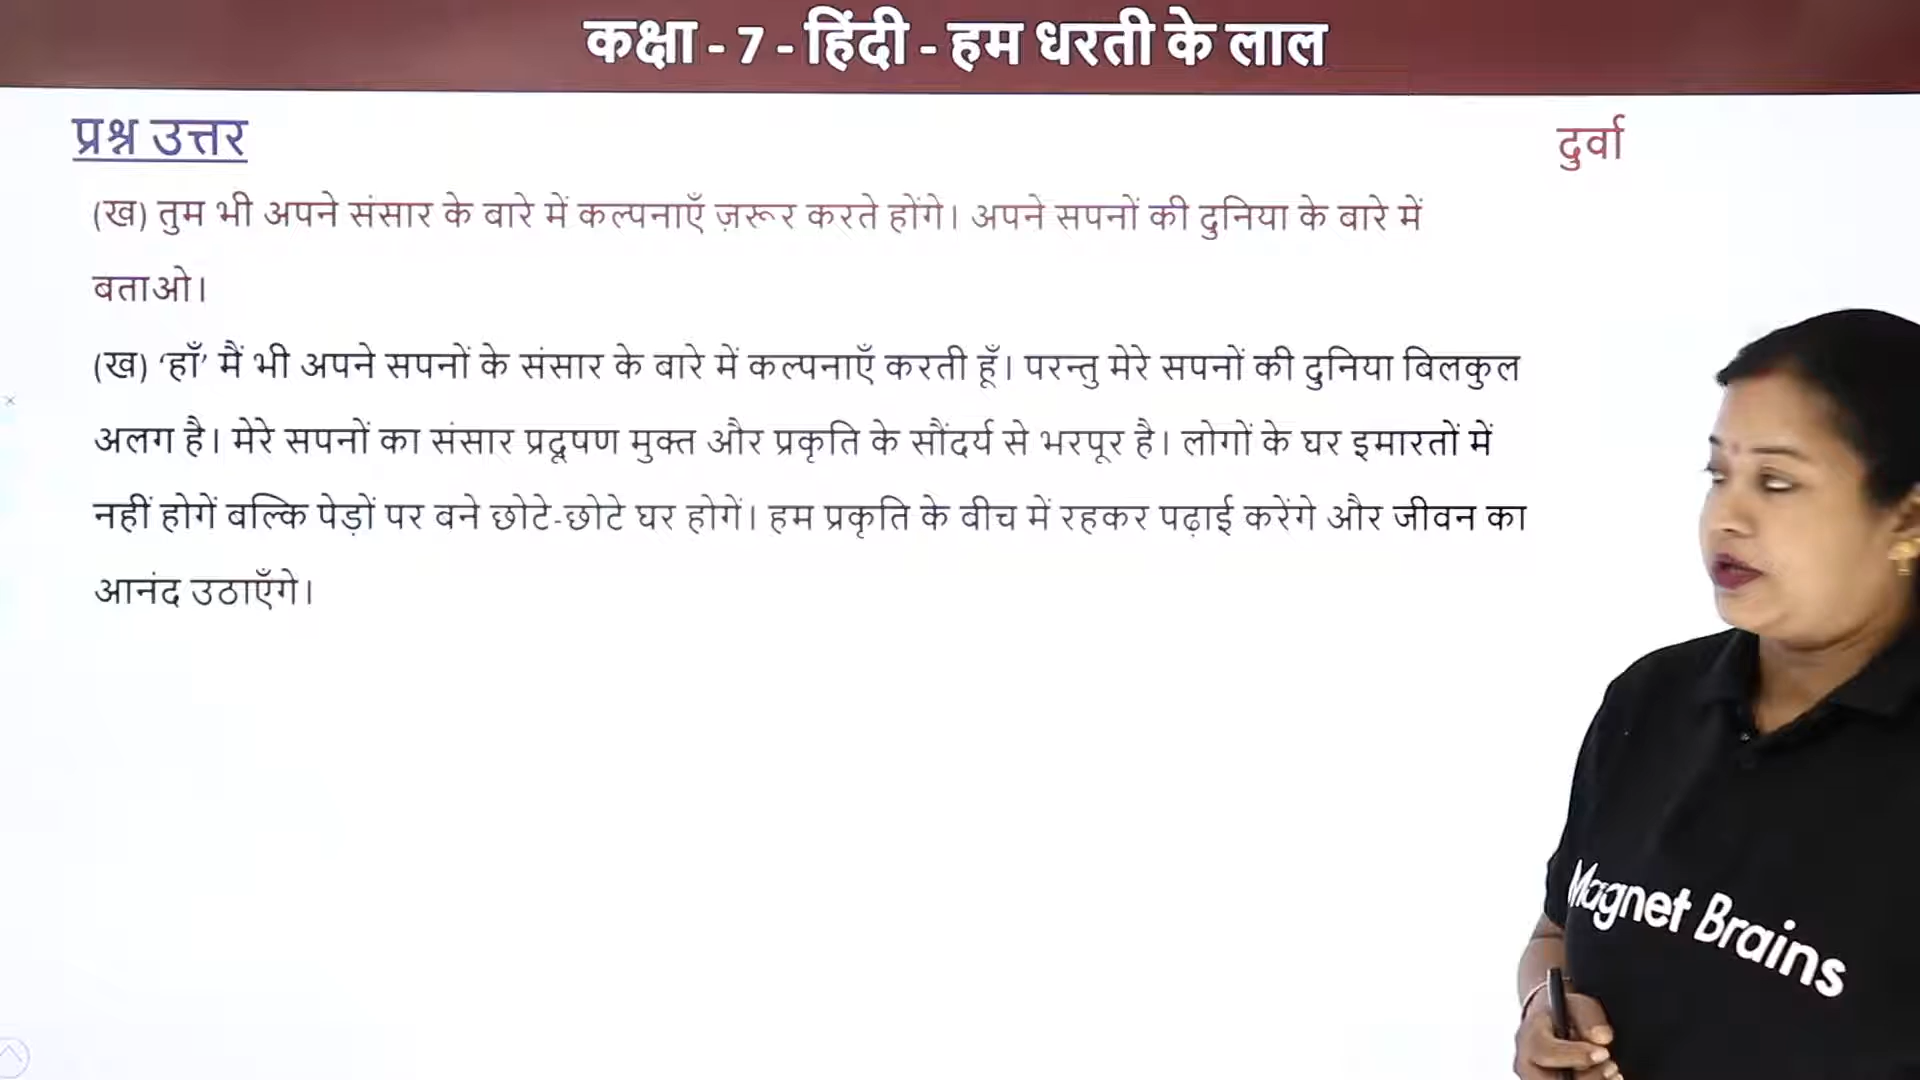 कक्षा - 7 - हिंदी - हम धरती के लाल
प्रश्न उत्तर
दुर्वा
(ख) तुम भी अपने संसार के बारे में कल्पनाएँ ज़रूर करते होंगे। अपने सपनों की दुनिया के बारे में
बताओ।
(ख) ‘हाँ’ मैं भी अपने सपनों के संसार के बारे में कल्पनाएँ करती हूँ। परन्तु मेरे सपनों की दुनिया बिलकुल
अलग है। मेरे सपनों का संसार प्रदूषण मुक्त और प्रकृति के सौंदर्य से भरपूर है। लोगों के घर इमारतों में
नहीं होगें बल्कि पेड़ों पर बने छोटे-छोटे घर होगें। हम प्रकृति के बीच में रहकर पढ़ाई करेंगे और जीवन का
आनंद उठाएँगे।
Magnet Brains